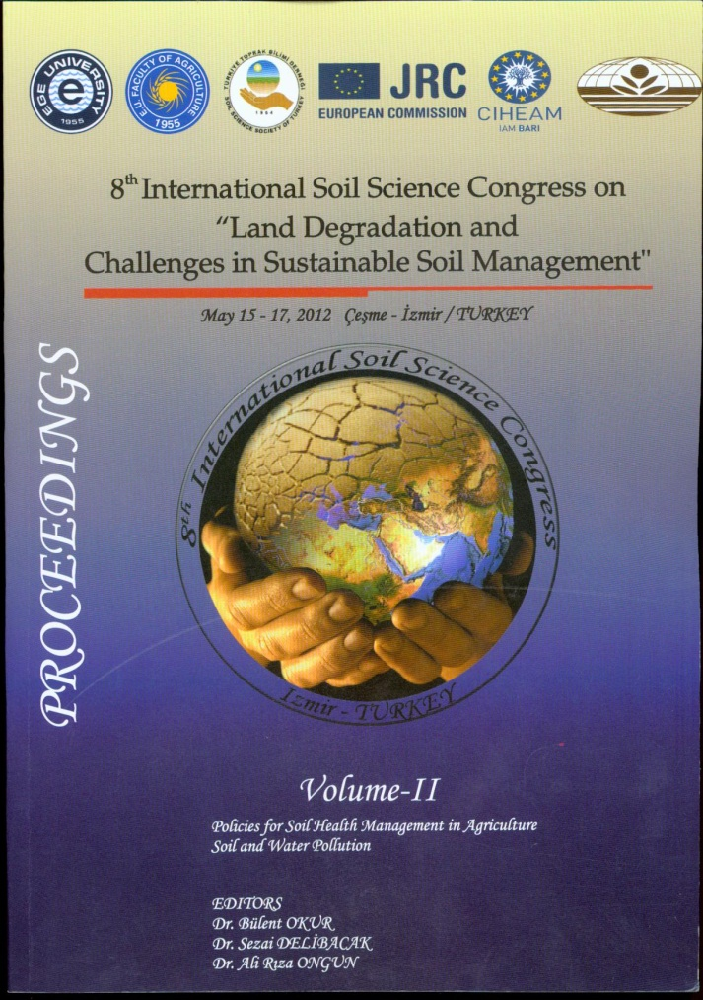 EGE UNIVERSITY
e
1955
E.U. FACULTY OF AGRICULTURE
1955
TÜRKİYE TOPRAK BİLİMİ DERNEĞİ
SOIL SCIENCE SOCIETY OF TURKEY
1964
JRC
EUROPEAN COMMISSION
CIHEAM
IAM BARI
8th International Soil Science Congress on
“Land Degradation and
Challenges in Sustainable Soil Management"
May 15 - 17, 2012 Çeşme - İzmir / TURKEY
PROCEEDINGS
8th International Soil Science Congress
Izmir - TURKEY
Volume-II
Policies for Soil Health Management in Agriculture
Soil and Water Pollution
EDITORS
Dr. Bülent OKUR
Dr. Sezai DELİBACAK
Dr. Ali Rıza ONGUN